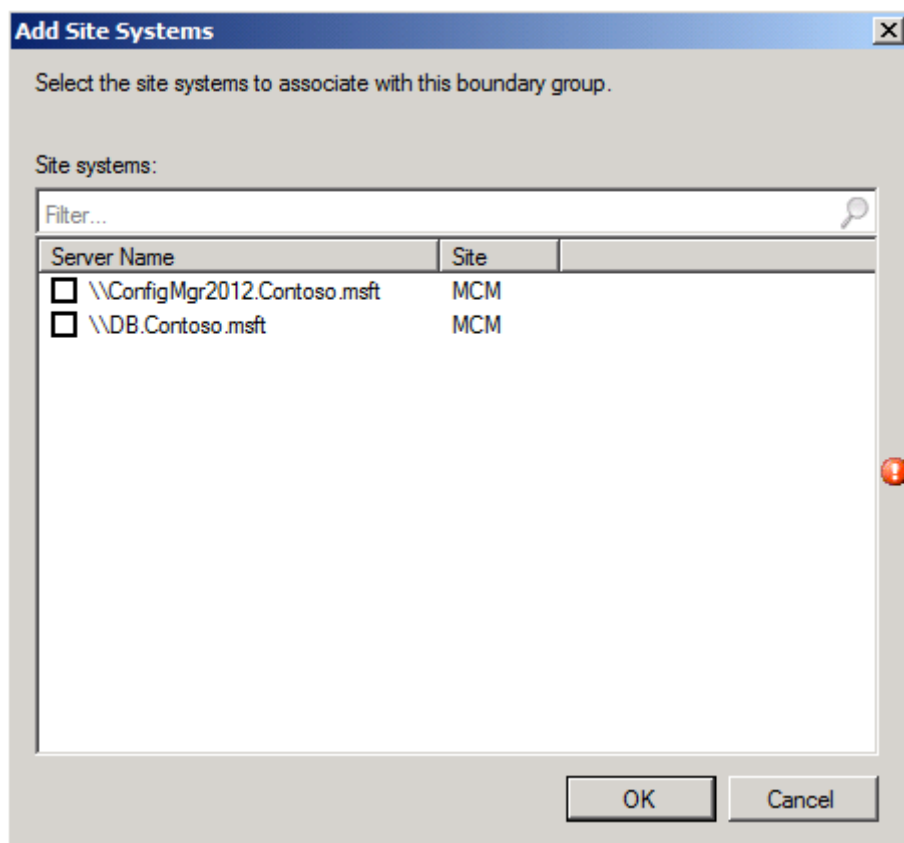 Add Site Systems
Select the site systems to associate with this boundary group.
Site systems:
Filter...
Server Name Site
\\ConfigMgr2012.Contoso.msft MCM
\\DB.Contoso.msft MCM
OK Cancel